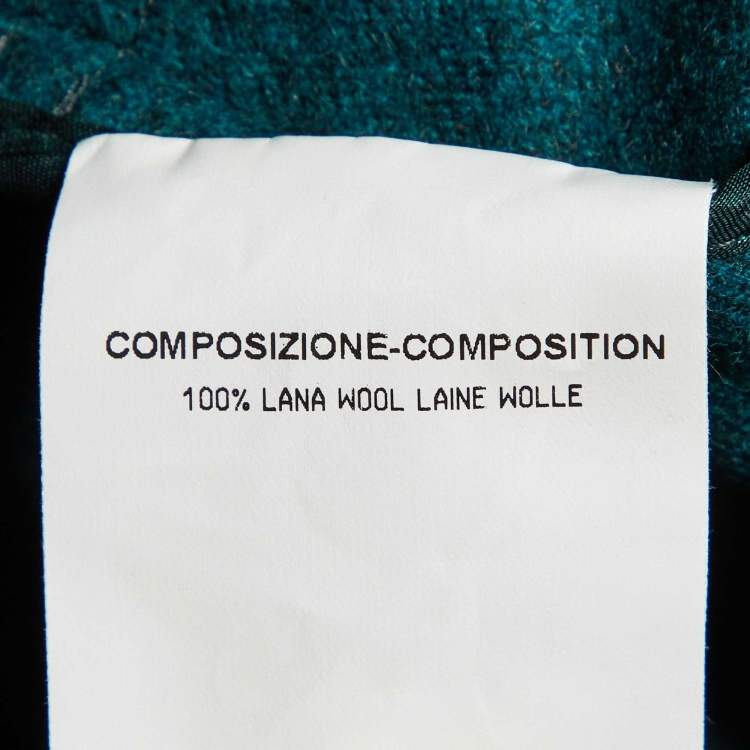 COMPOSIZIONE-COMPOSITION
100% LANA WOOL LAINE WOLLE